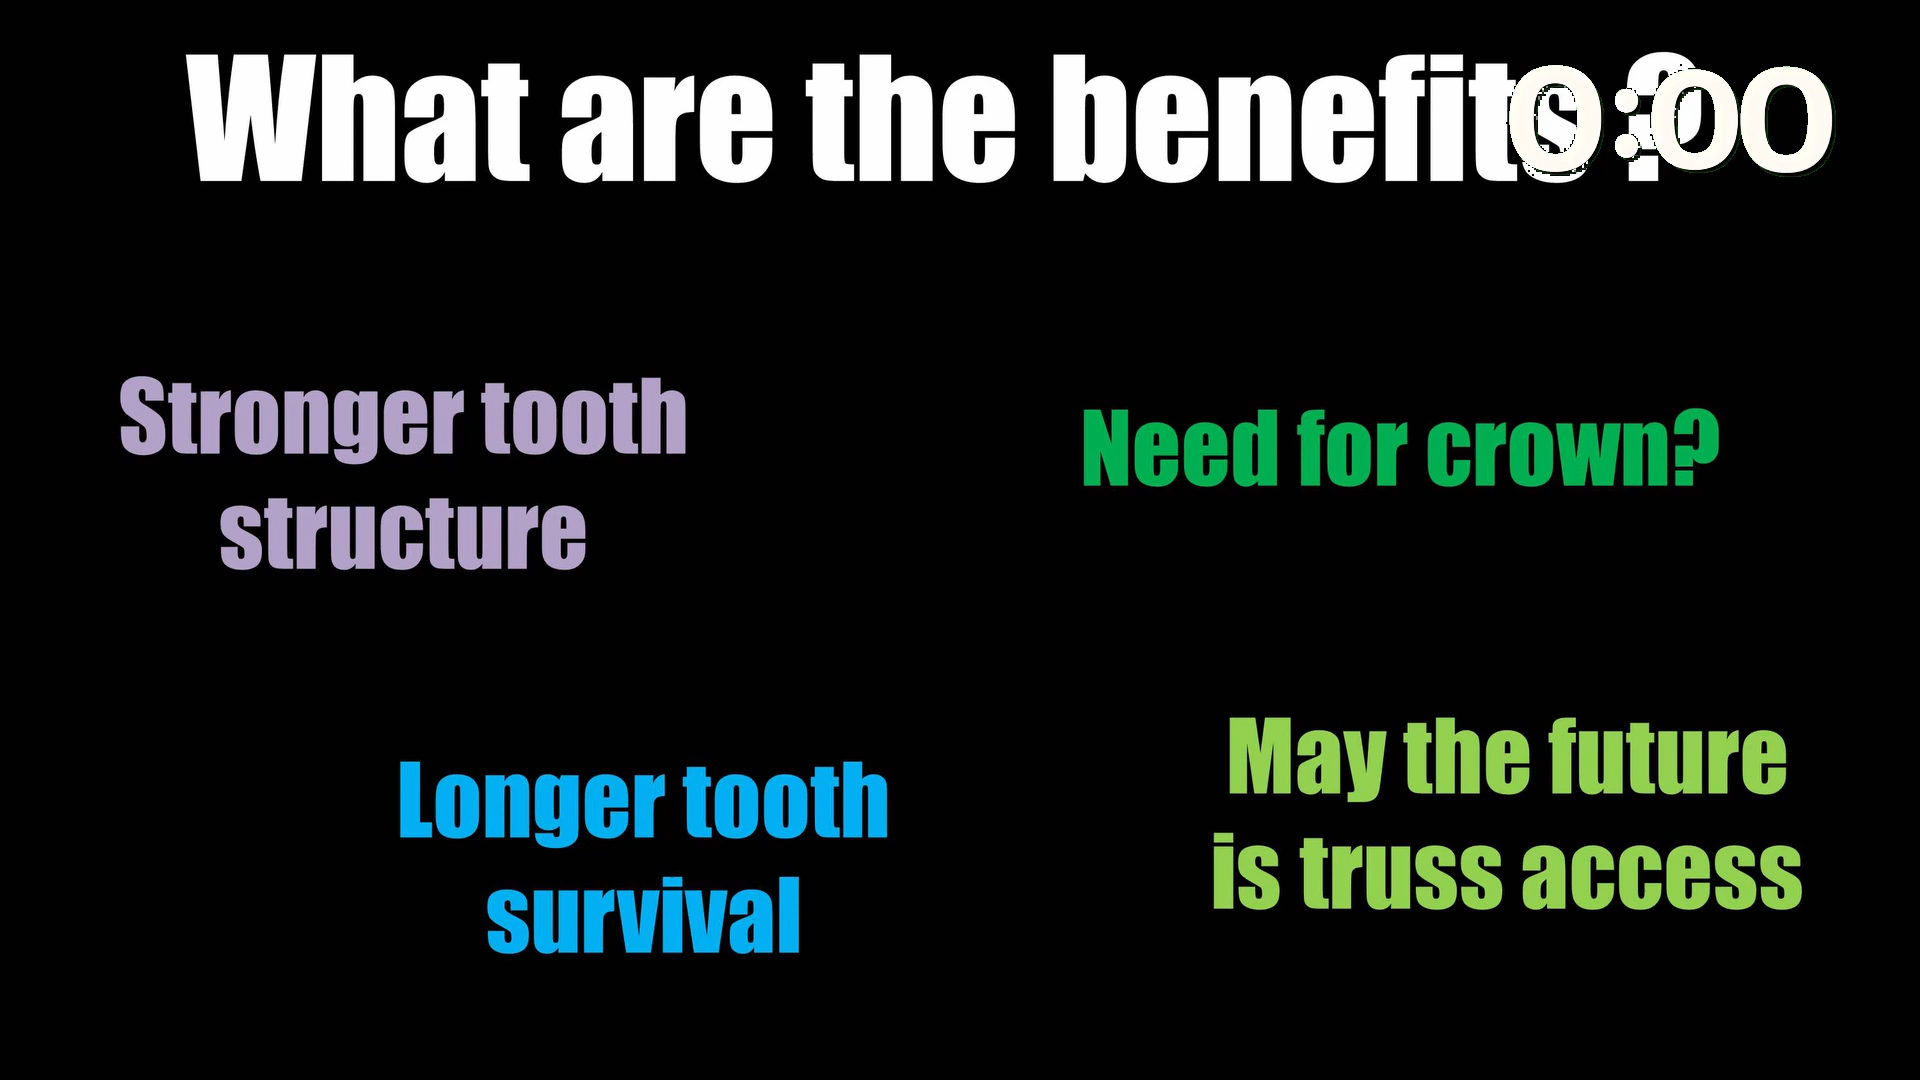 What are the benefits ?
0:00
Stronger tooth
structure
Need for crown?
Longer tooth
survival
May the future
is truss access